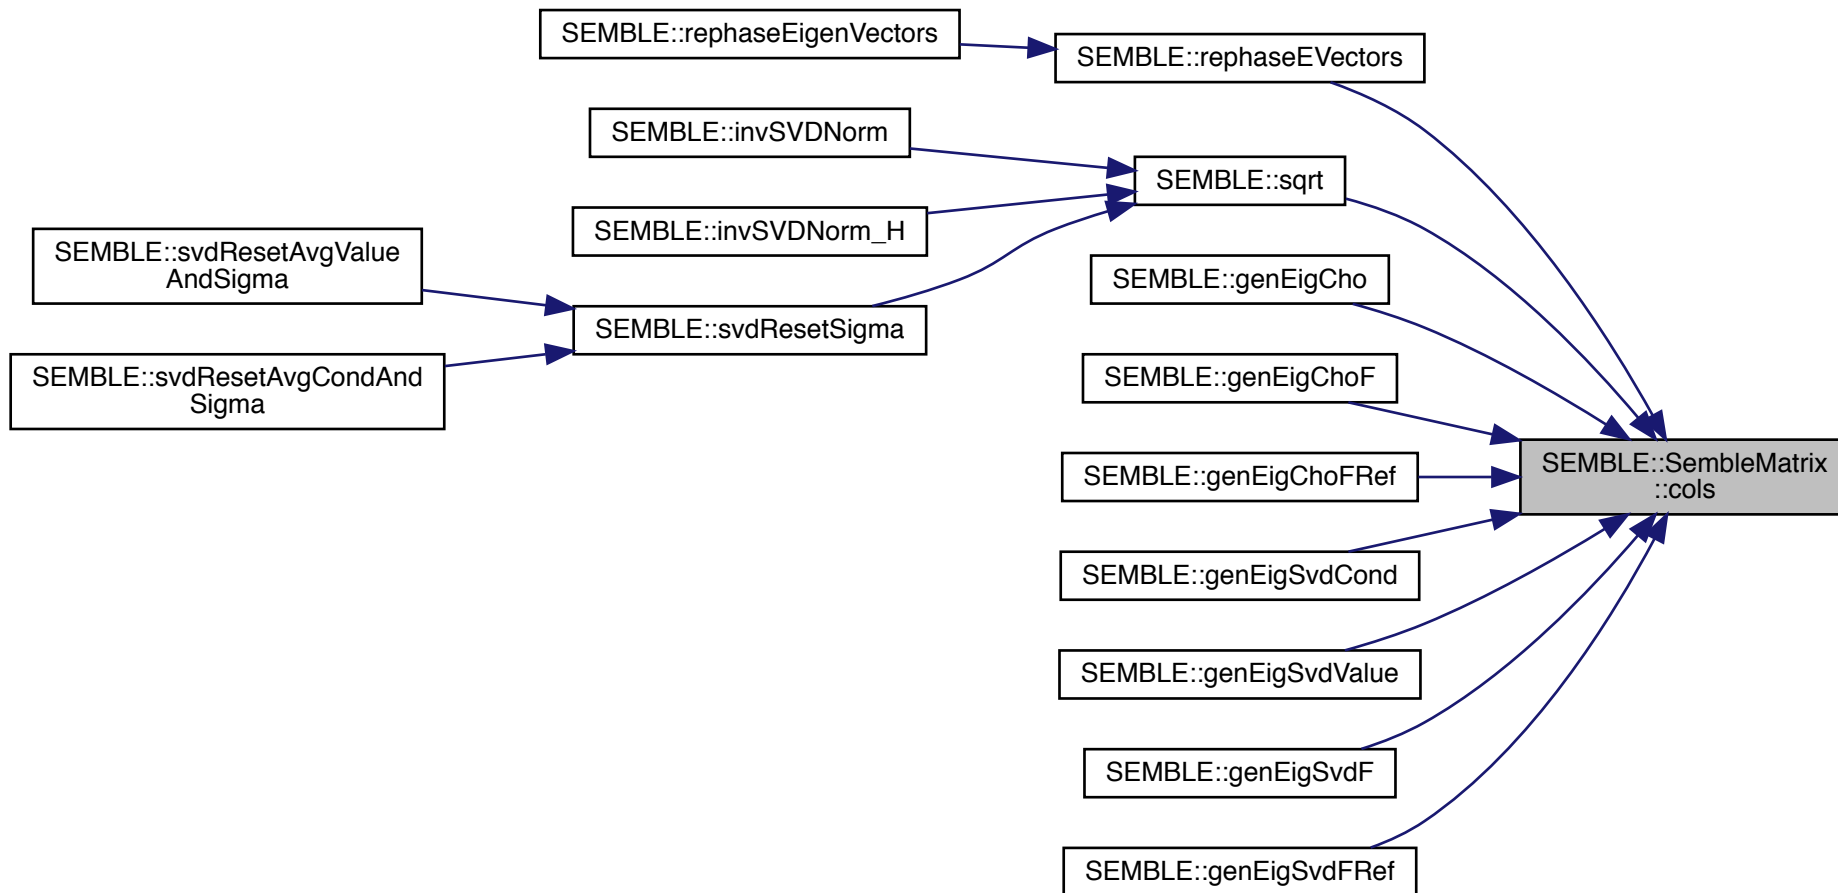 SEMBLE::rephaseEigenVectors
SEMBLE::rephaseEVectors
SEMBLE::invSVDNorm
SEMBLE::sqrt
SEMBLE::invSVDNorm_H
SEMBLE::svdResetAvgValue
AndSigma
SEMBLE::genEigCho
SEMBLE::svdResetSigma
SEMBLE::svdResetAvgCondAnd
Sigma
SEMBLE::genEigChoF
SEMBLE::SembleMatrix
::cols
SEMBLE::genEigChoFRef
SEMBLE::genEigSvdCond
SEMBLE::genEigSvdValue
SEMBLE::genEigSvdF
SEMBLE::genEigSvdFRef